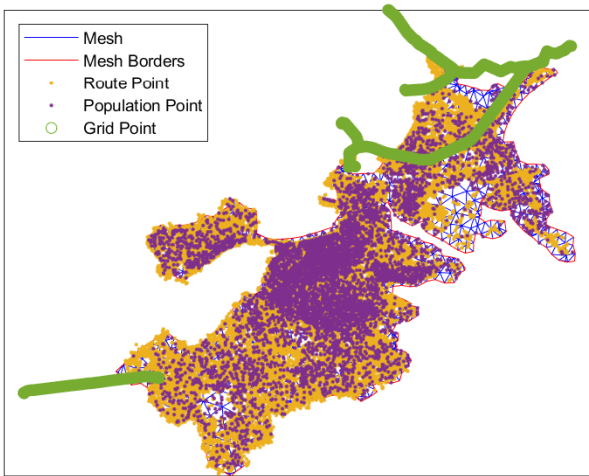 Mesh
Mesh Borders
Route Point
Population Point
Grid Point